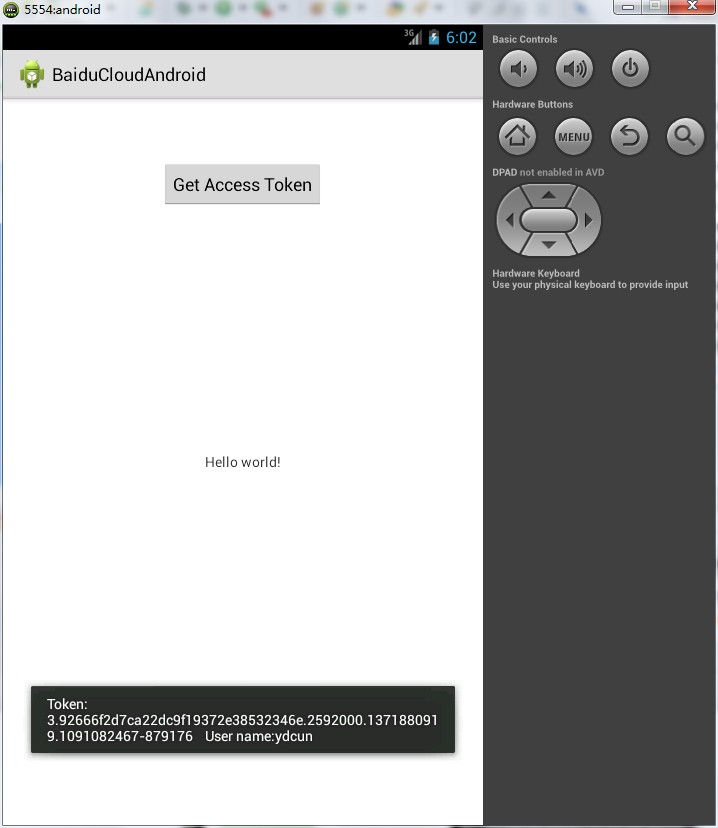 5554:android
3G 6:02
BaiduCloudAndroid
Get Access Token
Hello world!
Token:
3.92666f2d7ca22dc9f19372e38532346e.2592000.137188091
9.1091082467-879176 User name:ydcun
Basic Controls
Hardware Buttons
MENU
DPAD not enabled in AVD
Hardware Keyboard
Use your physical keyboard to provide input